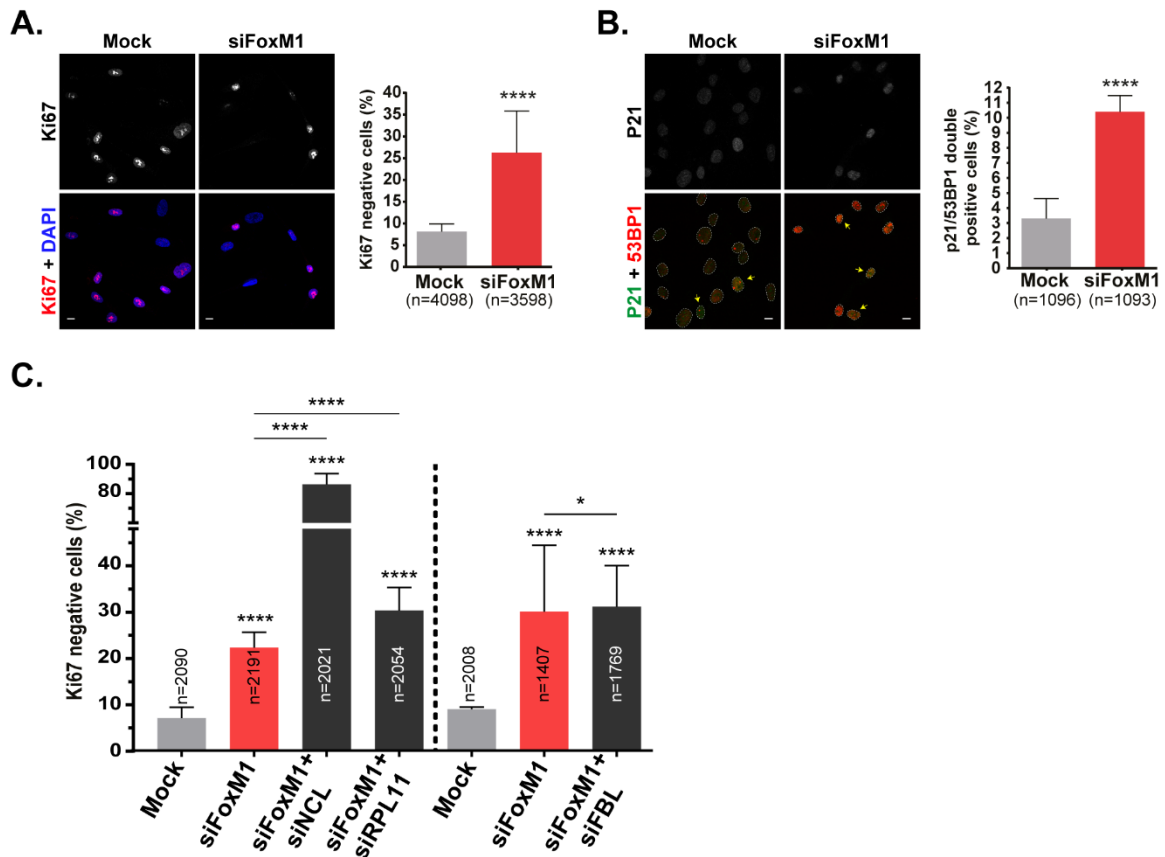 A.
Mock
siFoxM1
Ki67
Ki67 + DAPI
Ki67 negative cells (%)
40
35
30
25
20
15
10
5
0
****
Mock
(n=4098)
siFoxM1
(n=3598)
B.
Mock
siFoxM1
P21
P21 + 53BP1
p21/53BP1 double
positive cells (%)
12
11
10
9
8
7
6
5
4
3
2
1
0
****
Mock
(n=1096)
siFoxM1
(n=1093)
C.
Ki67 negative cells (%)
100
80
40
30
20
10
0
****
****
****
****
****
*
****
****
n=2090
n=2191
n=2021
n=2054
n=2008
n=1407
n=1769
Mock
siFoxM1
siFoxM1+
siNCL
siFoxM1+
siRPL11
Mock
siFoxM1
siFoxM1+
siFBL